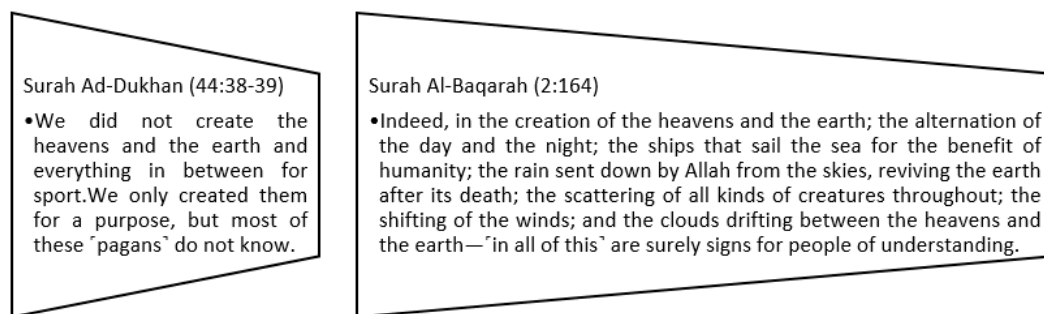 Surah Ad-Dukhan (44:38-39)
•We did not create the
heavens and the earth and
everything in between for
sport.We only created them
for a purpose, but most of
these ˹pagans˺ do not know.
Surah Al-Baqarah (2:164)
•Indeed, in the creation of the heavens and the earth; the alternation of
the day and the night; the ships that sail the sea for the benefit of
humanity; the rain sent down by Allah from the skies, reviving the earth
after its death; the scattering of all kinds of creatures throughout; the
shifting of the winds; and the clouds drifting between the heavens and
the earth—˹in all of this˺ are surely signs for people of understanding.